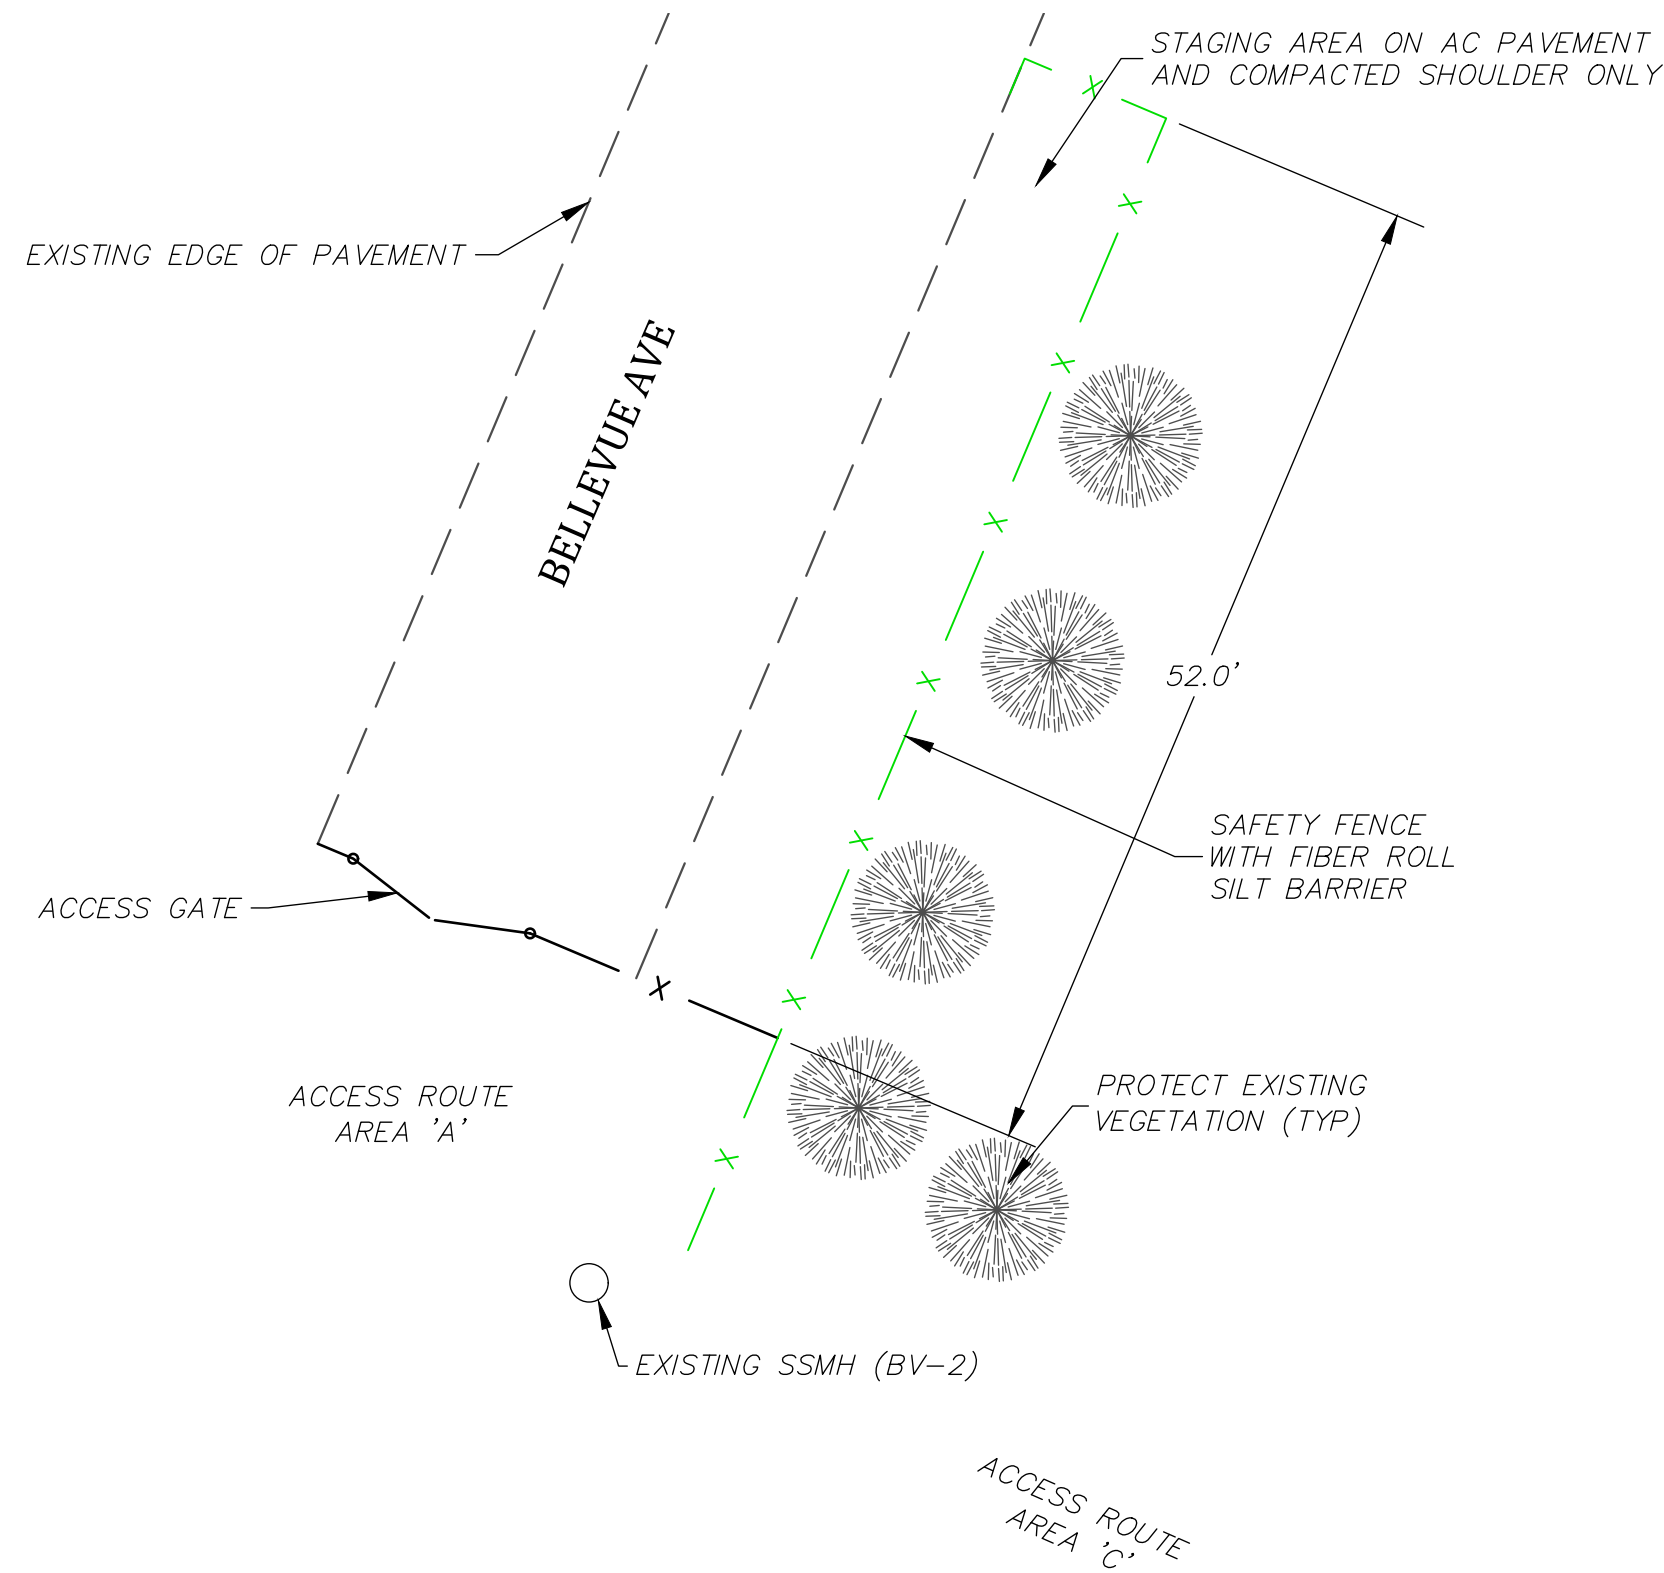 STAGING AREA ON AC PAVEMENT
AND COMPACTED SHOULDER ONLY
EXISTING EDGE OF PAVEMENT
BELLEVUE AVE
52.0'
SAFETY FENCE
WITH FIBER ROLL
SILT BARRIER
ACCESS GATE
ACCESS ROUTE
AREA 'A'
PROTECT EXISTING
VEGETATION (TYP)
EXISTING SSMH (BV-2)
ACCESS ROUTE
AREA 'C'